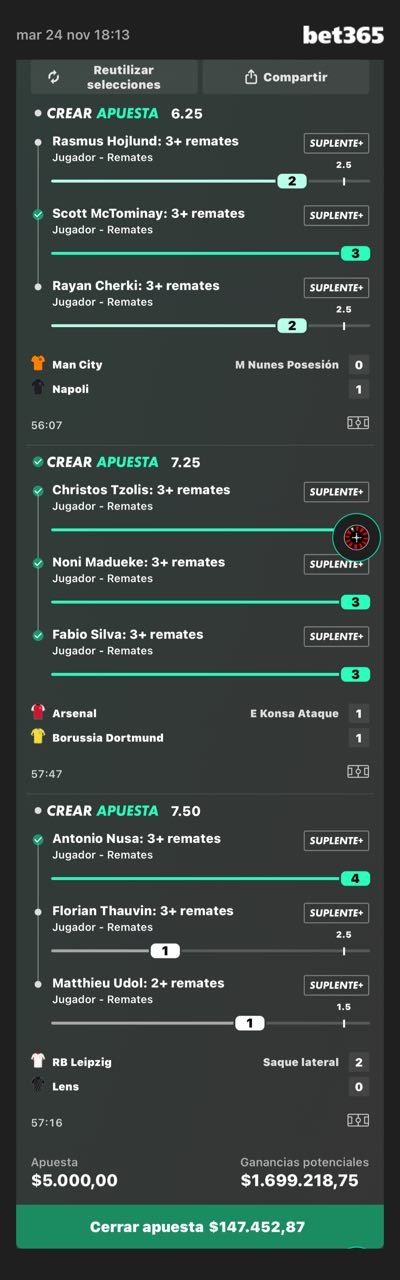 mar 24 nov 18:13
bet365
Reutilizar
selecciones
Compartir
CREAR APUESTA 6.25
Rasmus Hojlund: 3+ remates
SUPLENTE+
Jugador - Remates
2.5
2
Scott McTominay: 3+ remates
SUPLENTE+
Jugador - Remates
3
Rayan Cherki: 3+ remates
SUPLENTE+
Jugador - Remates
2.5
2
Man City
M Nunes Posesión 0
Napoli
1
56:07
CREAR APUESTA 7.25
Christos Tzolis: 3+ remates
SUPLENTE+
Jugador - Remates
Noni Madueke: 3+ remates
SUPLENTE+
Jugador - Remates
3
Fabio Silva: 3+ remates
SUPLENTE+
Jugador - Remates
3
Arsenal
E Konsa Ataque 1
Borussia Dortmund
1
57:47
CREAR APUESTA 7.50
Antonio Nusa: 3+ remates
SUPLENTE+
Jugador - Remates
4
Florian Thauvin: 3+ remates
SUPLENTE+
Jugador - Remates
2.5
1
Matthieu Udol: 2+ remates
SUPLENTE+
Jugador - Remates
1.5
1
RB Leipzig
Saque lateral 2
Lens
0
57:16
Apuesta
Ganancias potenciales
$5.000,00
$1.699.218,75
Cerrar apuesta $147.452,87